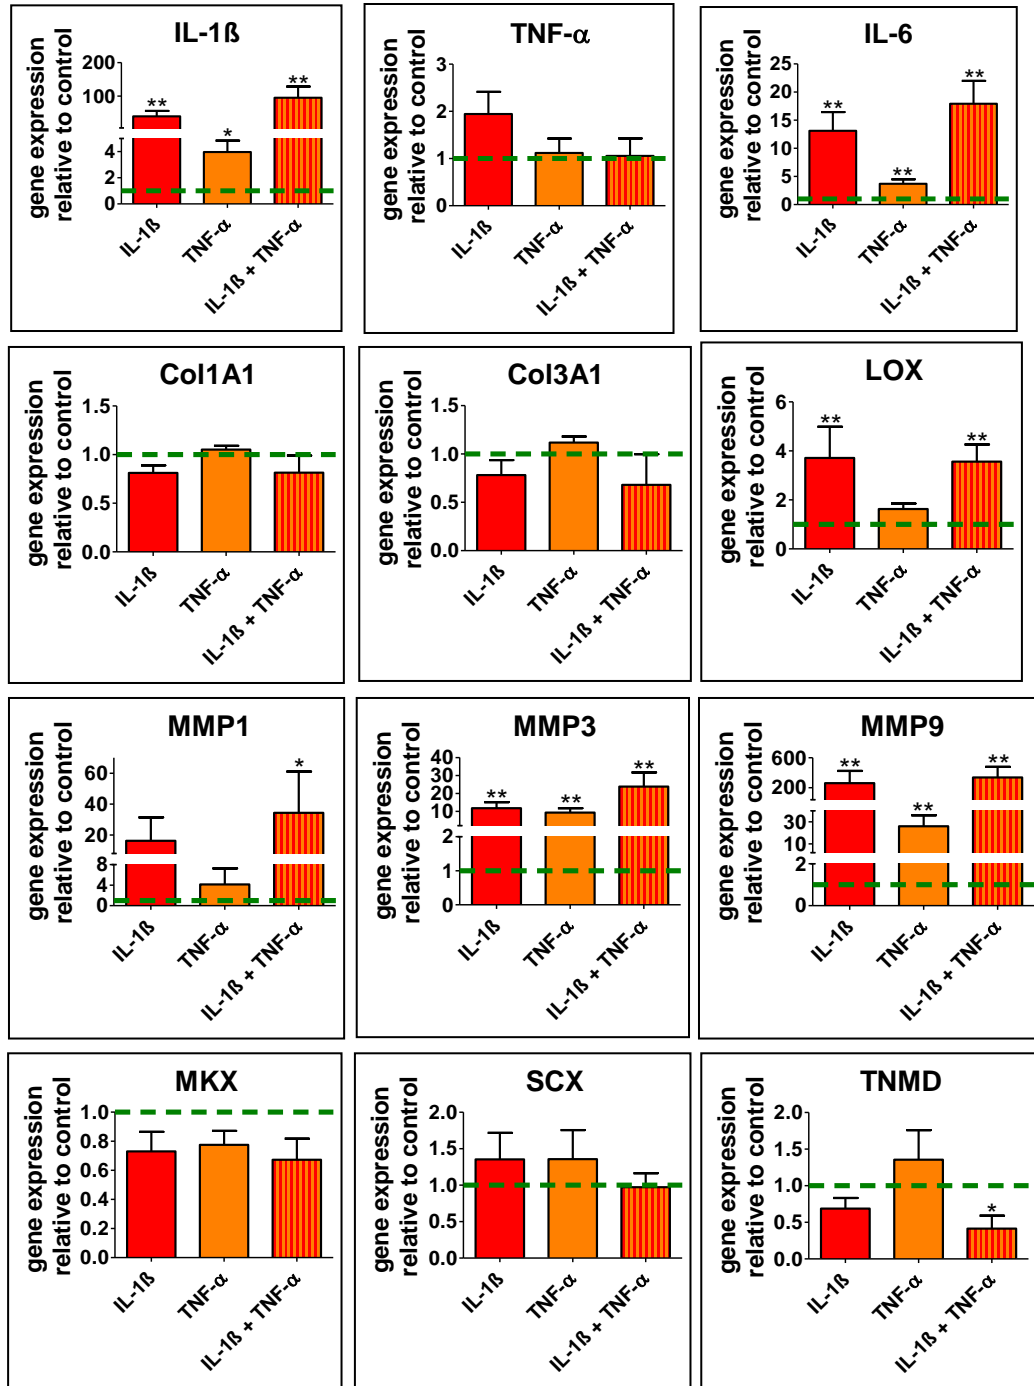 IL-1ß
gene expression
relative to control
200
100
4
2
0
**
*
**
IL-1ß
TNF-α
IL-1ß + TNF-α
TNF-α
gene expression
relative to control
3
2
1
0
IL-1ß
TNF-α
IL-1ß + TNF-α
IL-6
gene expression
relative to control
25
20
15
10
5
0
**
**
**
IL-1ß
TNF-α
IL-1ß + TNF-α
Col1A1
gene expression
relative to control
1.5
1.0
0.5
0.0
IL-1ß
TNF-α
IL-1ß + TNF-α
Col3A1
gene expression
relative to control
1.5
1.0
0.5
0.0
IL-1ß
TNF-α
IL-1ß + TNF-α
LOX
gene expression
relative to control
6
4
2
0
**
**
IL-1ß
TNF-α
IL-1ß + TNF-α
MMP1
gene expression
relative to control
60
40
20
8
4
0
*
IL-1ß
TNF-α
IL-1ß + TNF-α
MMP3
gene expression
relative to control
40
30
20
10
2
1
0
**
**
**
IL-1ß
TNF-α
IL-1ß + TNF-α
MMP9
gene expression
relative to control
600
200
30
10
2
1
0
**
**
**
IL-1ß
TNF-α
IL-1ß + TNF-α
MKX
gene expression
relative to control
1.0
0.8
0.6
0.4
0.2
0.0
IL-1ß
TNF-α
IL-1ß + TNF-α
SCX
gene expression
relative to control
2.0
1.5
1.0
0.5
0.0
IL-1ß
TNF-α
IL-1ß + TNF-α
TNMD
gene expression
relative to control
2.0
1.5
1.0
0.5
0.0
*
IL-1ß
TNF-α
IL-1ß + TNF-α